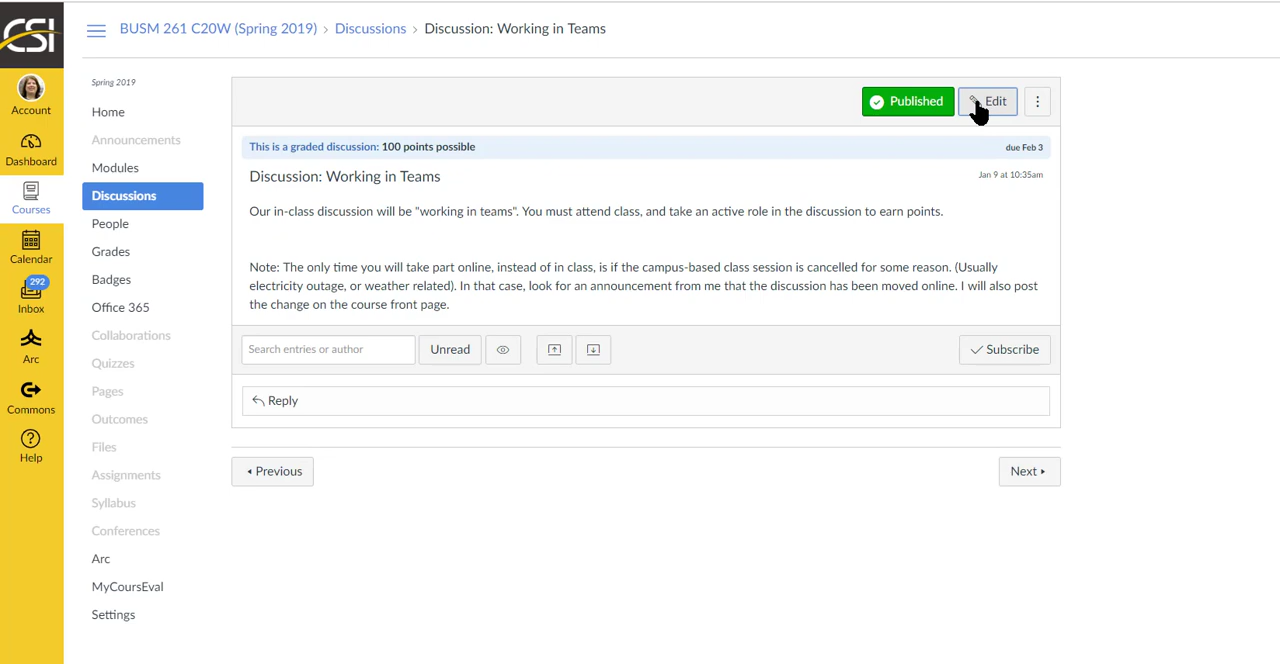 CSI
BUSM 261 C20W (Spring 2019) › Discussions › Discussion: Working in Teams
Account
Dashboard
Courses
Calendar
292
Inbox
Arc
Commons
Help
Spring 2019
Home
Announcements
Modules
Discussions
People
Grades
Badges
Office 365
Collaborations
Quizzes
Pages
Outcomes
Files
Assignments
Syllabus
Conferences
Arc
MyCoursEval
Settings
Published
Edit
This is a graded discussion: 100 points possible
due Feb 3
Discussion: Working in Teams
Jan 9 at 10:35am
Our in-class discussion will be "working in teams". You must attend class, and take an active role in the discussion to earn points.
Note: The only time you will take part online, instead of in class, is if the campus-based class session is cancelled for some reason. (Usually
electricity outage, or weather related). In that case, look for an announcement from me that the discussion has been moved online. I will also post
the change on the course front page.
Search entries or author
Unread
Subscribe
Reply
Previous
Next